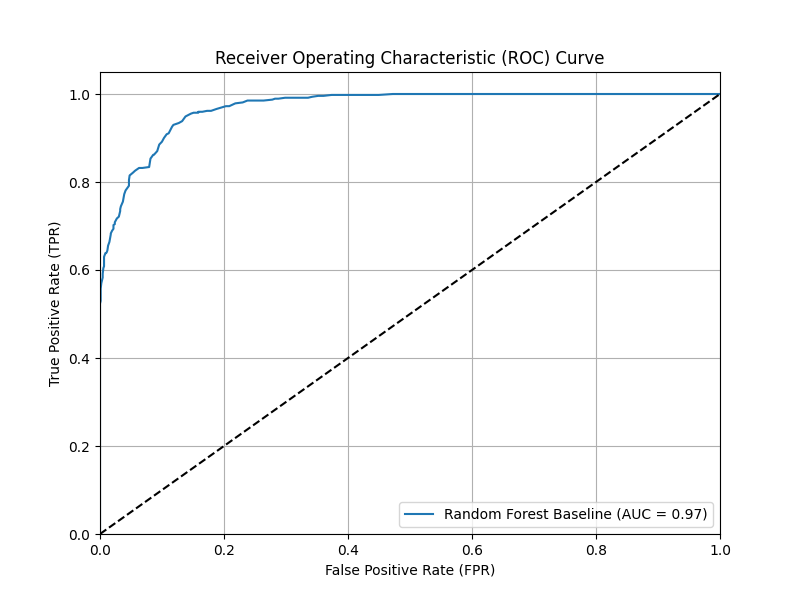 Receiver Operating Characteristic (ROC) Curve
True Positive Rate (TPR)
1.0
0.8
0.6
0.4
0.2
0.0
Random Forest Baseline (AUC = 0.97)
0.0 0.2 0.4 0.6 0.8 1.0
False Positive Rate (FPR)